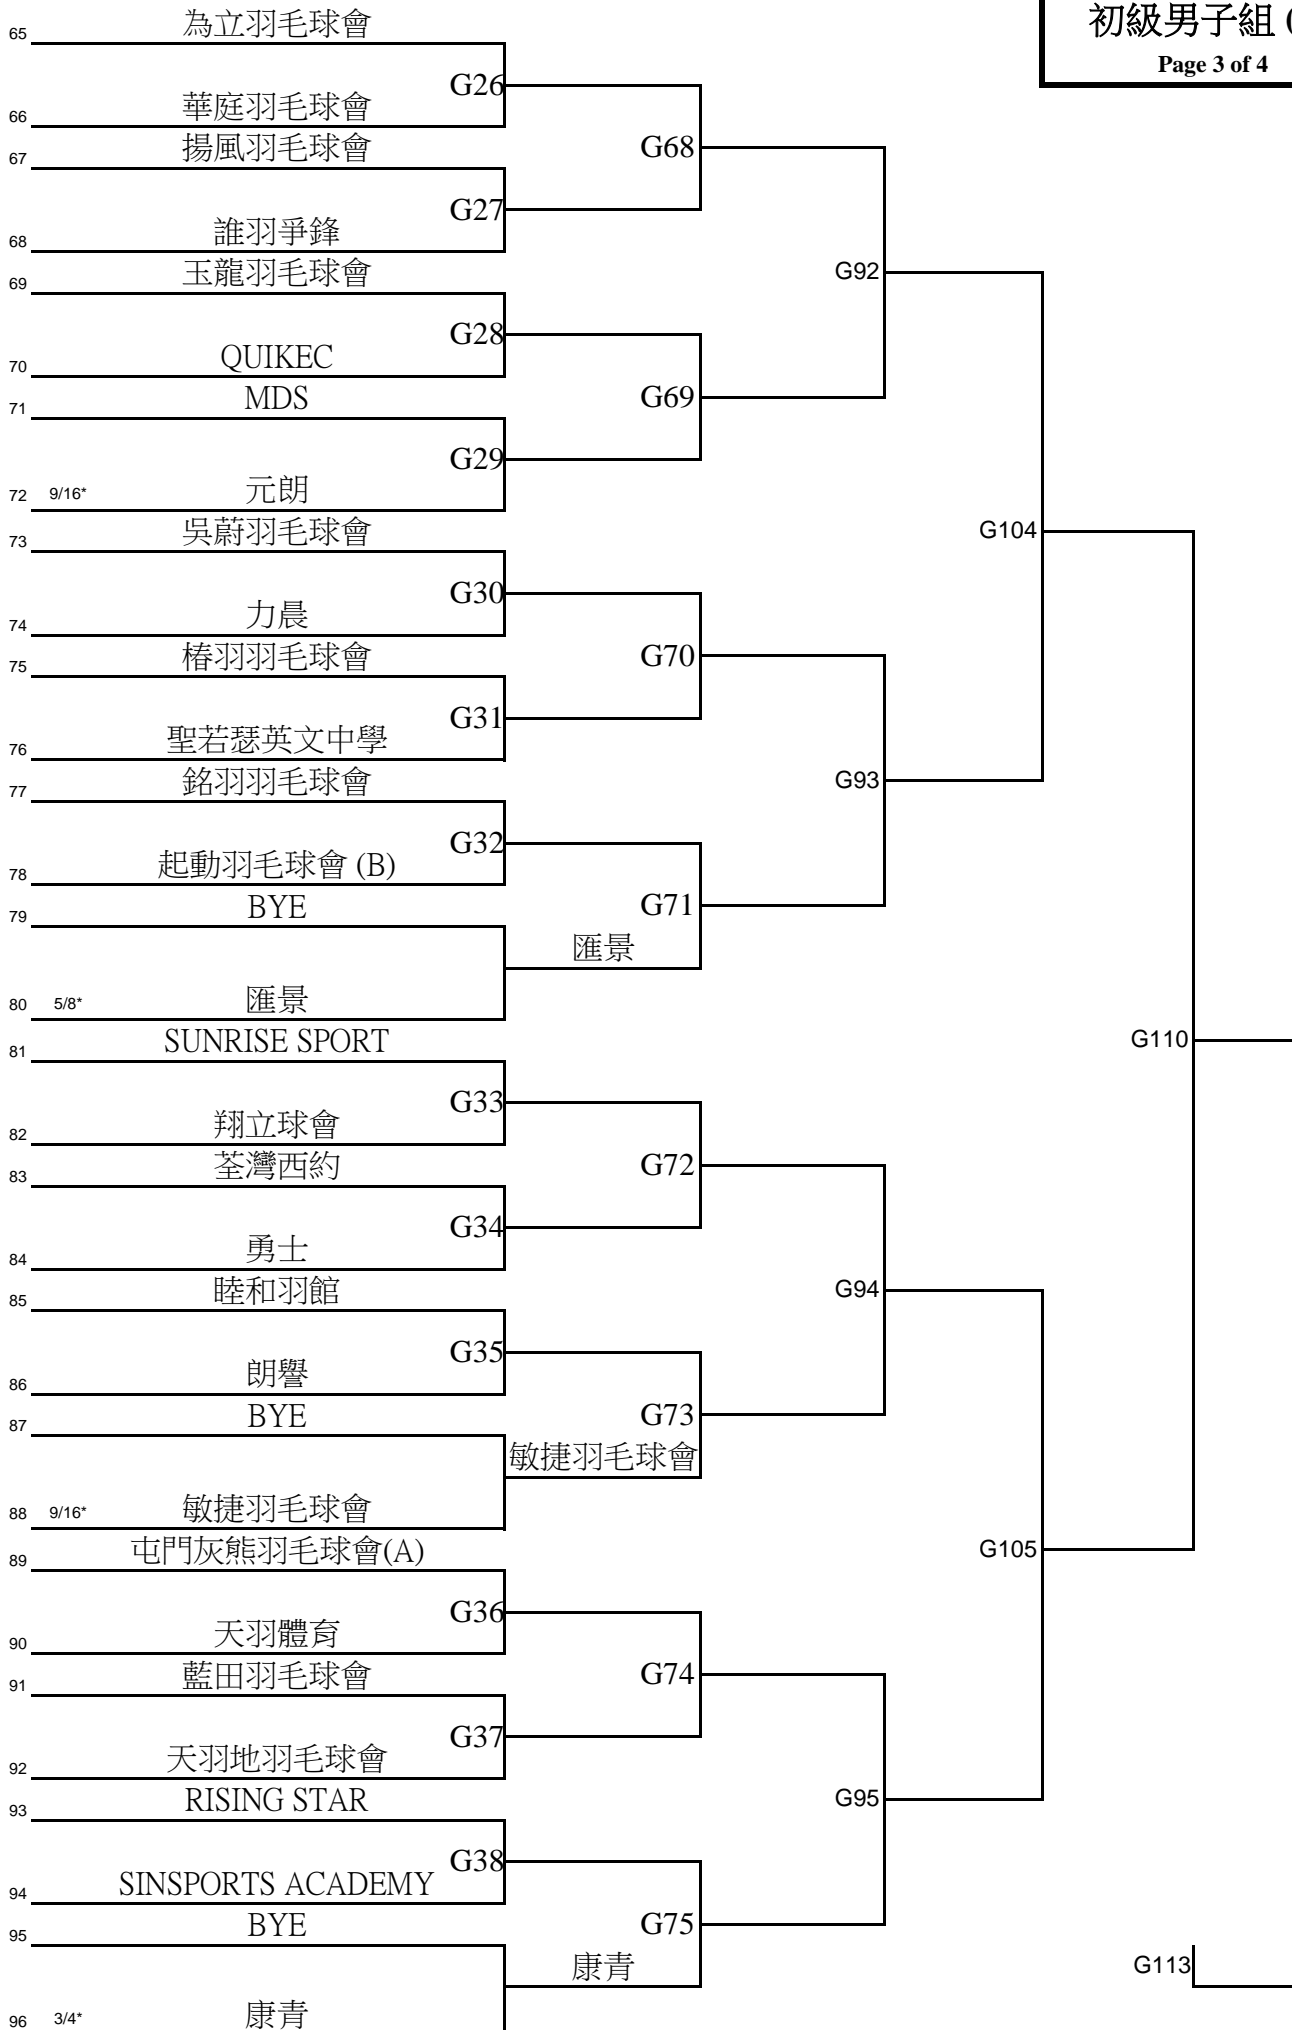 初級男子組 (
Page 3 of 4
65 為立羽毛球會
G26
66 華庭羽毛球會
67 揚風羽毛球會
G68
G27
68 誰羽爭鋒
69 玉龍羽毛球會
G92
G28
70 QUIKEC
71 MDS
G69
G29
72 9/16* 元朗
73 吳蔚羽毛球會
G104
G30
74 力晨
75 椿羽羽毛球會
G70
G31
76 聖若瑟英文中學
77 銘羽羽毛球會
G93
G32
78 起動羽毛球會 (B)
79 BYE
G71
匯景
80 5/8* 匯景
81 SUNRISE SPORT
G110
G33
82 翔立球會
83 荃灣西約
G72
G34
84 勇士
85 睦和羽館
G94
G35
86 朗譽
87 BYE
G73
敏捷羽毛球會
88 9/16* 敏捷羽毛球會
89 屯門灰熊羽毛球會(A)
G105
G36
90 天羽體育
91 藍田羽毛球會
G74
G37
92 天羽地羽毛球會
93 RISING STAR
G95
G38
94 SINSPORTS ACADEMY
95 BYE
G75
康青
G113
96 3/4* 康青